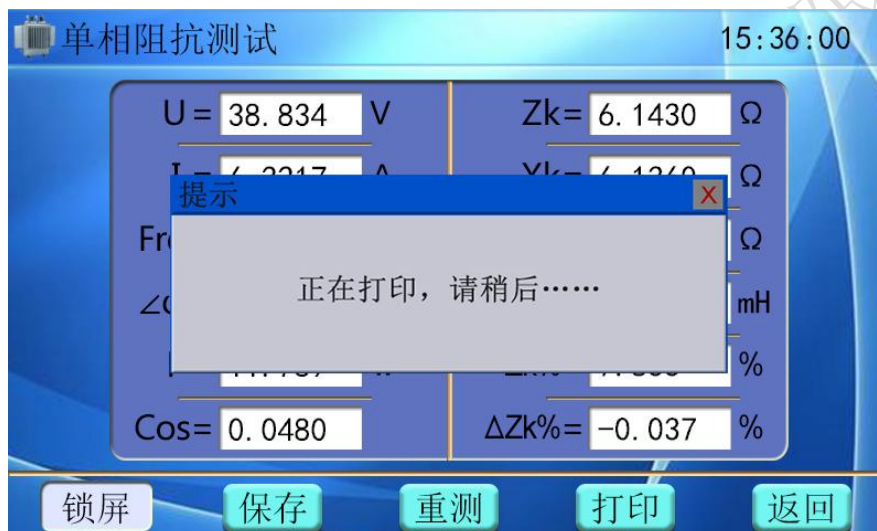 单相阻抗测试 15:36:00
U= 38.834 V Zk= 6.1430 Ω
Ω
提示 X
Ω
正在打印，请稍后……
mH
%
Cos= 0.0480 ΔZk%= -0.037 %
锁屏 保存 重测 打印 返回